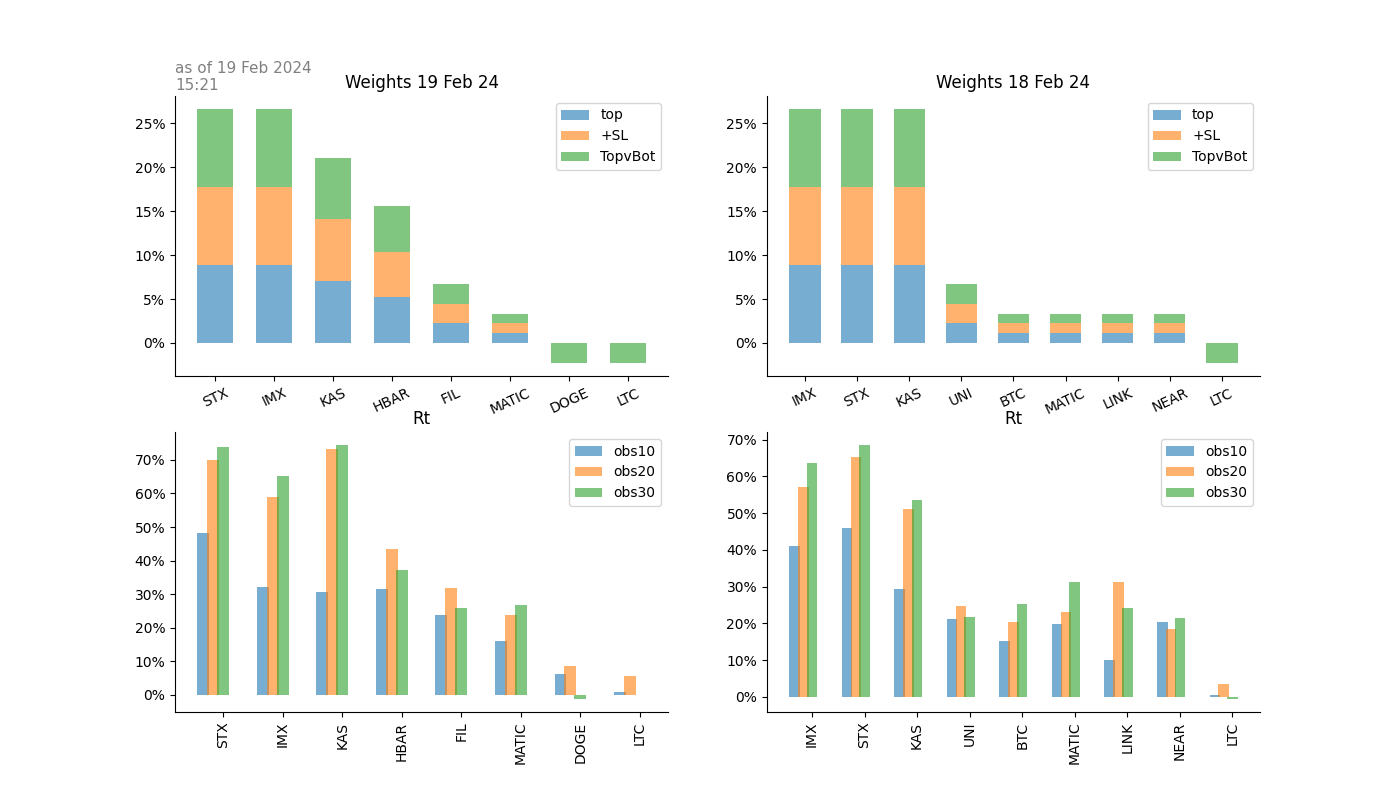 as of 19 Feb 2024
15:21
Weights 19 Feb 24
25%
20%
15%
10%
5%
0%
top
+SL
TopvBot
STX IMX KAS HBAR FIL MATIC DOGE LTC
Weights 18 Feb 24
25%
20%
15%
10%
5%
0%
top
+SL
TopvBot
IMX STX KAS UNI BTC MATIC LINK NEAR LTC
Rt
70%
60%
50%
40%
30%
20%
10%
0%
obs10
obs20
obs30
STX IMX KAS HBAR FIL MATIC DOGE LTC
Rt
70%
60%
50%
40%
30%
20%
10%
0%
obs10
obs20
obs30
IMX STX KAS UNI BTC MATIC LINK NEAR LTC